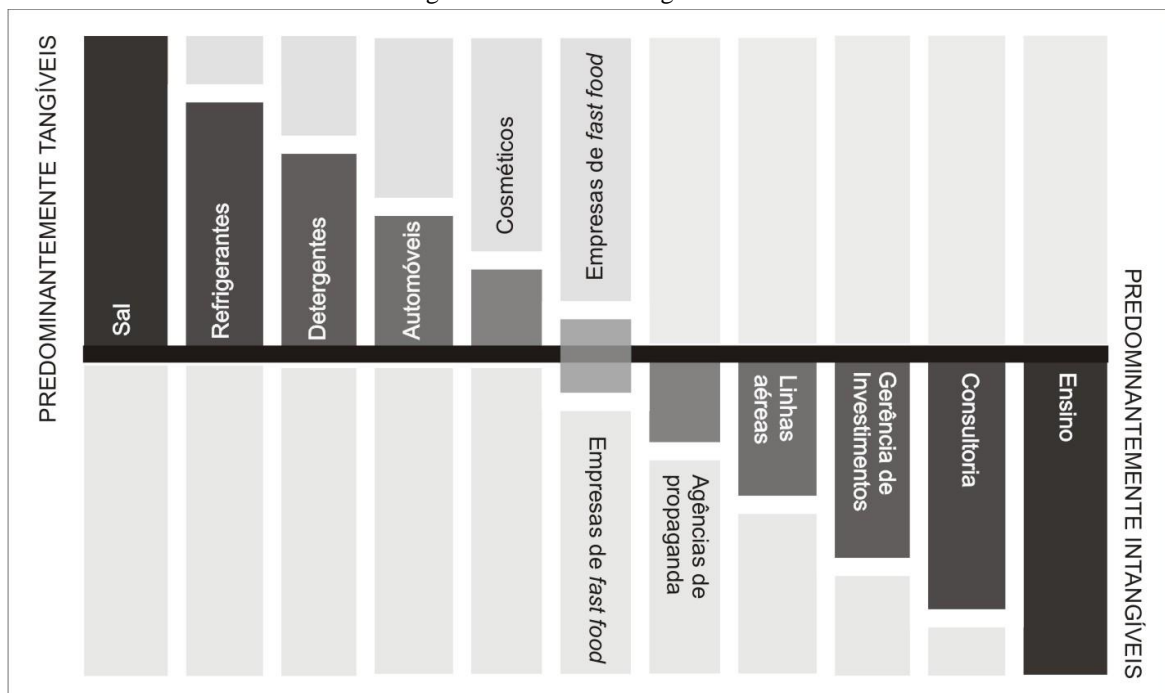 PREDOMINANTEMENTE TANGÍVEIS
Sal
Refrigerantes
Detergentes
Automóveis
Cosméticos
Empresas de fast food
Empresas de fast food
Agências de
propaganda
Linhas
aéreas
Gerência de
Investimentos
Consultoria
Ensino
PREDOMINANTEMENTE INTANGÍVEIS